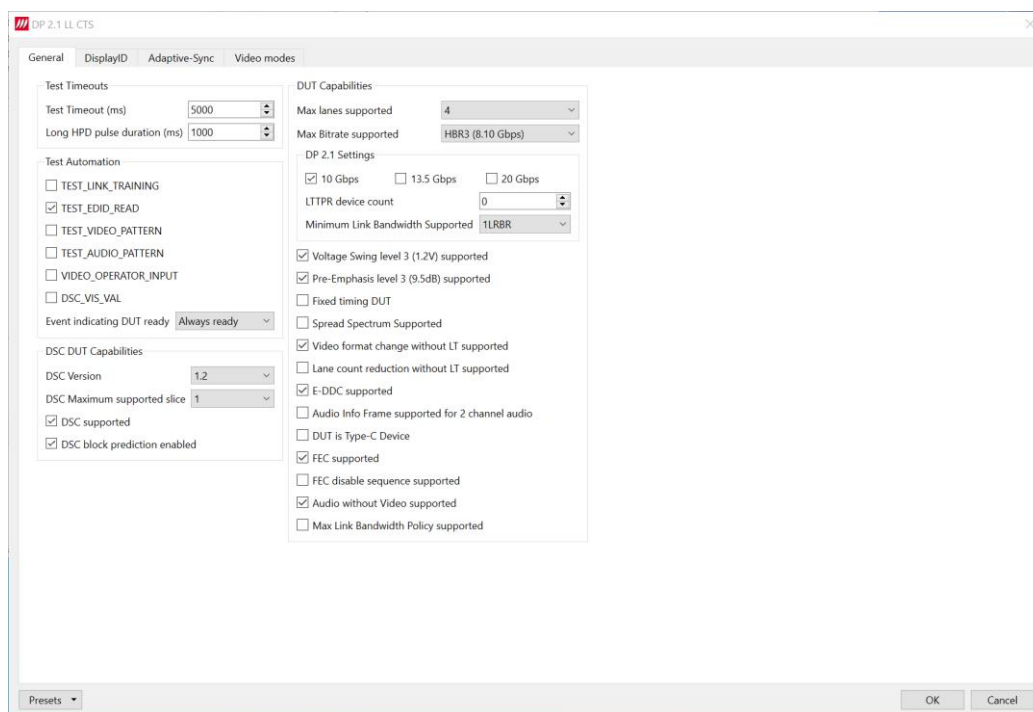 DP 2.1 LL CTS
General DisplayID Adaptive-Sync Video modes
Test Timeouts
Test Timeout (ms) 5000
Long HPD pulse duration (ms) 1000
Test Automation
TEST_LINK_TRAINING
TEST_EDID_READ
TEST_VIDEO_PATTERN
TEST_AUDIO_PATTERN
VIDEO_OPERATOR_INPUT
DSC_VIS_VAL
Event indicating DUT ready Always ready
DSC DUT Capabilities
DSC Version 1.2
DSC Maximum supported slice 1
DSC supported
DSC block prediction enabled
DUT Capabilities
Max lanes supported 4
Max Bitrate supported HBR3 (8.10 Gbps)
DP 2.1 Settings
10 Gbps 13.5 Gbps 20 Gbps
LTTPR device count 0
Minimum Link Bandwidth Supported 1LRBR
Voltage Swing level 3 (1.2V) supported
Pre-Emphasis level 3 (9.5dB) supported
Fixed timing DUT
Spread Spectrum Supported
Video format change without LT supported
Lane count reduction without LT supported
E-DDC supported
Audio Info Frame supported for 2 channel audio
DUT is Type-C Device
FEC supported
FEC disable sequence supported
Audio without Video supported
Max Link Bandwidth Policy supported
Presets OK Cancel